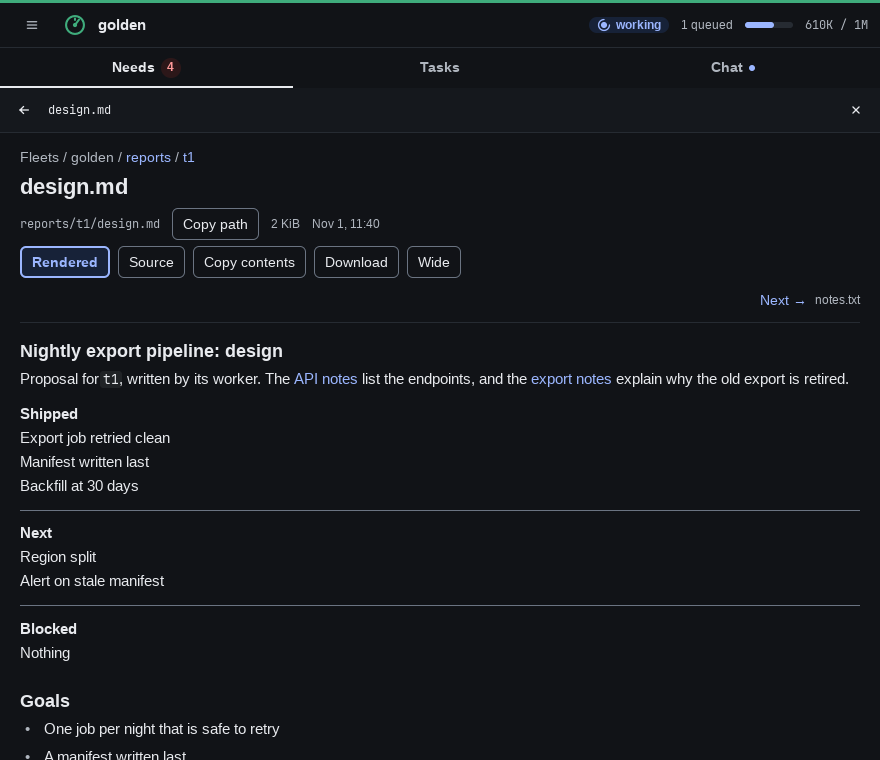 golden
working
1 queued
610K / 1M
Needs 4
Tasks
Chat
design.md
Fleets / golden / reports / t1
design.md
reports/t1/design.md
Copy path
2 KiB
Nov 1, 11:40
Rendered
Source
Copy contents
Download
Wide
Next → notes.txt
Nightly export pipeline: design
Proposal for t1, written by its worker. The API notes list the endpoints, and the export notes explain why the old export is retired.
Shipped
Export job retried clean
Manifest written last
Backfill at 30 days
Next
Region split
Alert on stale manifest
Blocked
Nothing
Goals
• One job per night that is safe to retry
• A manifest written last